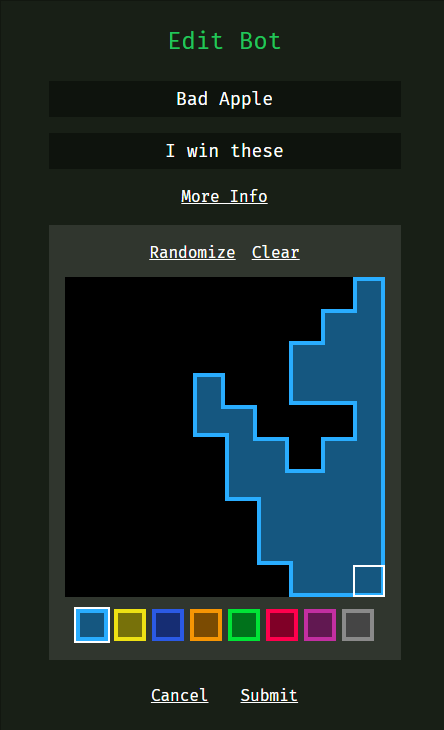 Edit Bot
Bad Apple
I win these
More Info
Randomize Clear
Cancel Submit